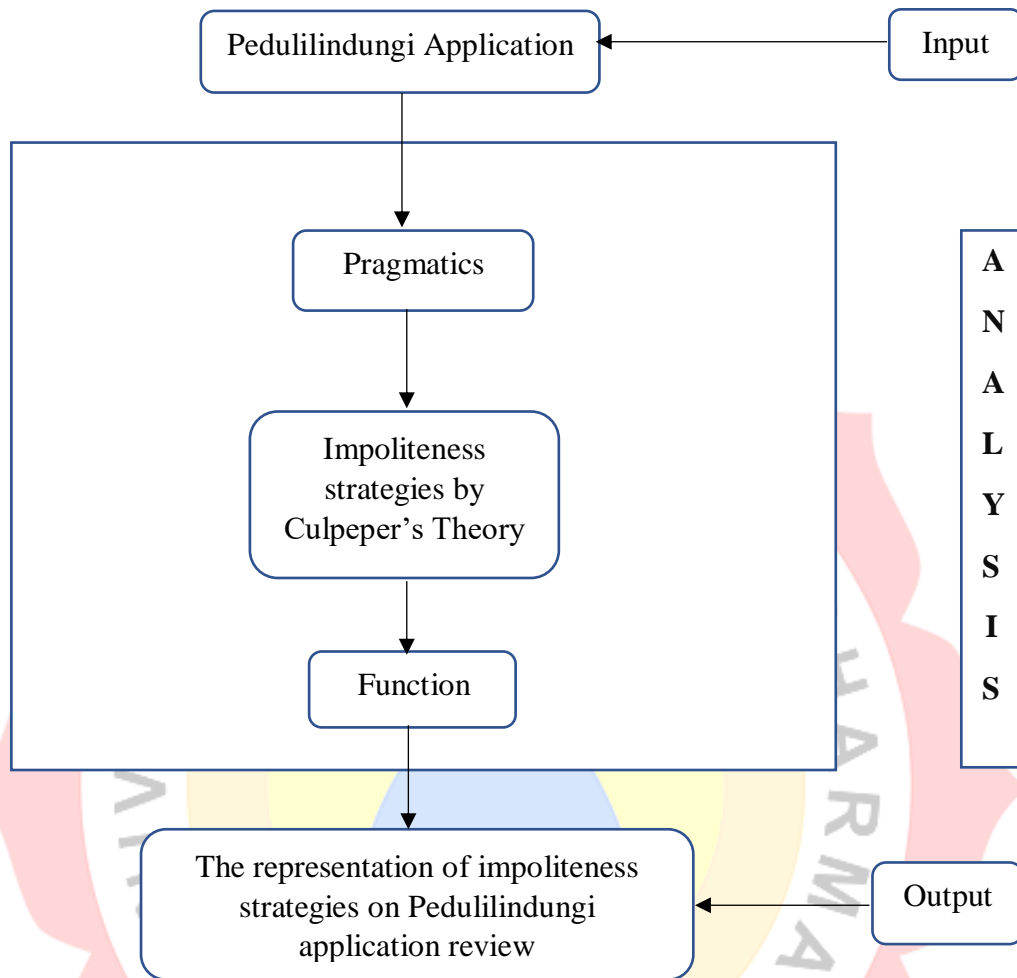 Pedulilindungi Application
Input
Pragmatics
Impoliteness
strategies by
Culpeper’s Theory
Function
A
N
A
L
Y
S
I
S
The representation of impoliteness
strategies on Pedulilindungi
application review
Output
HARMA